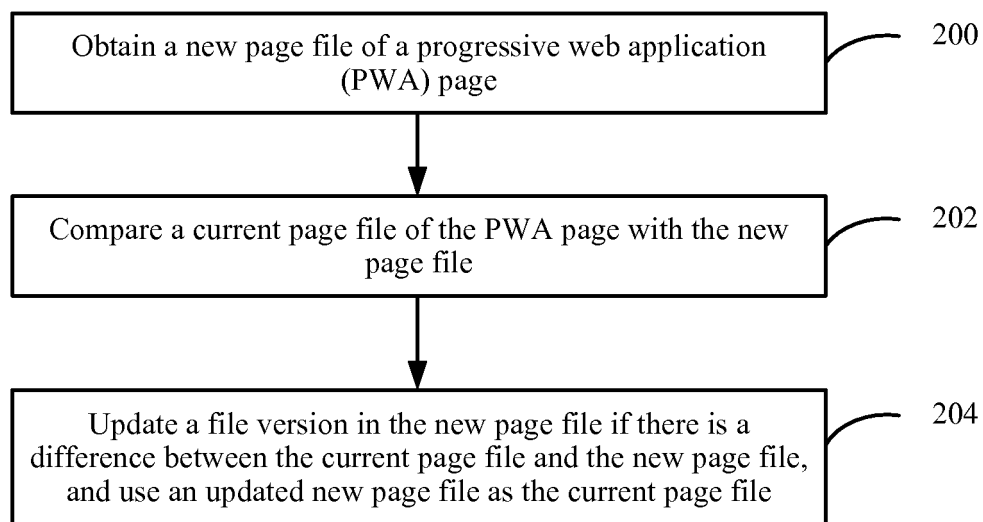 Obtain a new page file of a progressive web application
(PWA) page
200
Compare a current page file of the PWA page with the new
page file
202
Update a file version in the new page file if there is a
difference between the current page file and the new page file,
and use an updated new page file as the current page file
204